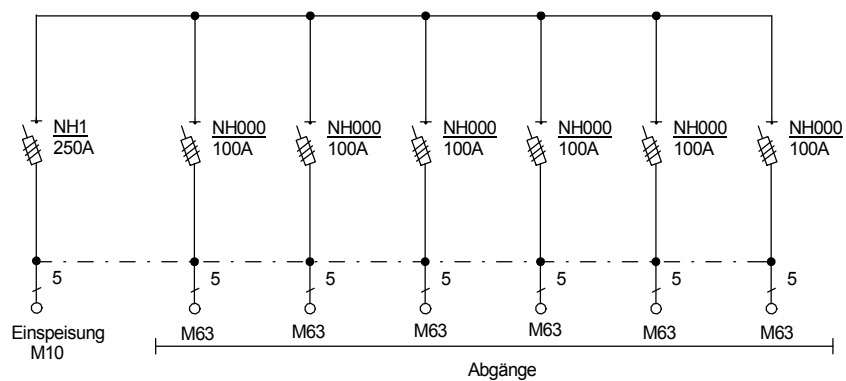 NH1 NH000 NH000 NH000 NH000 NH000 NH000
250A 100A 100A 100A 100A 100A 100A
5 5 5 5 5 5 5
Einspeisung M63 M63 M63 M63 M63 M63
M10
Abgänge